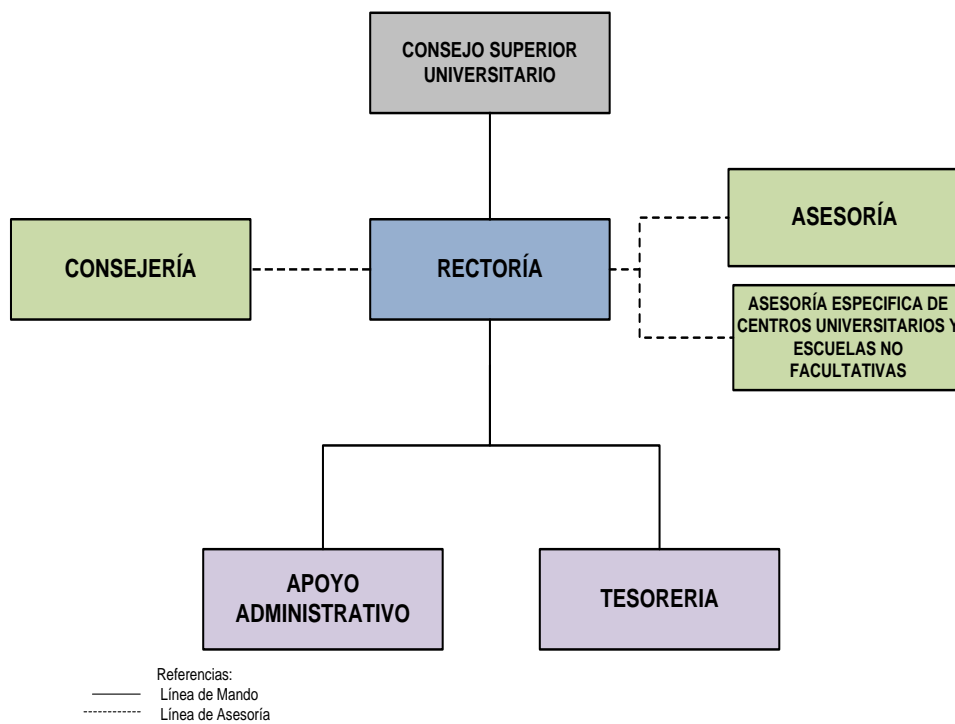 CONSEJO SUPERIOR
UNIVERSITARIO
ASESORÍA
CONSEJERÍA
RECTORÍA
ASESORÍA ESPECIFICA DE
CENTROS UNIVERSITARIOS Y
ESCUELAS NO
FACULTATIVAS
APOYO
ADMINISTRATIVO
TESORERIA
Referencias:
Línea de Mando
Línea de Asesoría